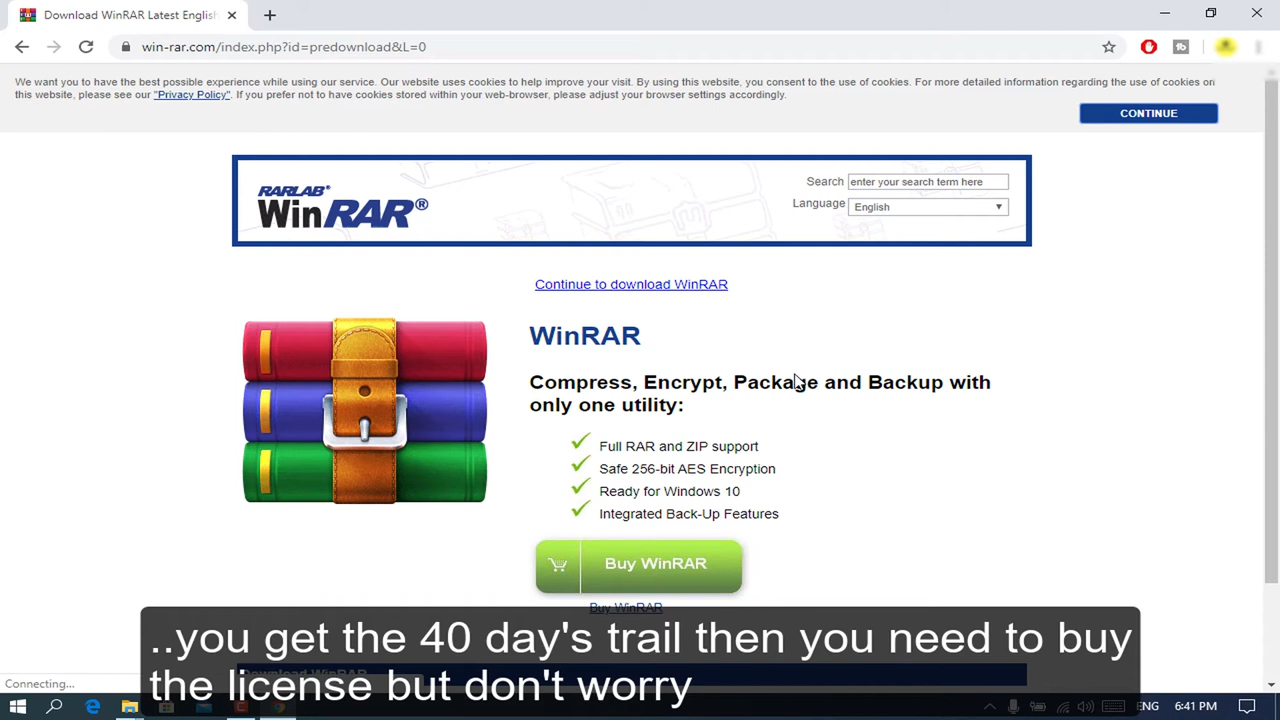 Download WinRAR Latest English
win-rar.com/index.php?id=predownload&L=0
We want you to have the best possible experience while using our service. Our website uses cookies to help improve your visit. By using this website, you consent to the use of cookies. For more detailed information regarding the use of cookies on
this website, please see our "Privacy Policy". If you prefer not to have cookies stored within your web-browser, please adjust your browser settings accordingly.
CONTINUE
RARLAB®
WinRAR®
Search enter your search term here
Language English
Continue to download WinRAR
WinRAR
Compress, Encrypt, Package and Backup with
only one utility:
Full RAR and ZIP support
Safe 256-bit AES Encryption
Ready for Windows 10
Integrated Back-Up Features
Buy WinRAR
Buy WinRAR
..you get the 40 day's trail then you need to buy
the license but don't worry
Download WinRAR
Connecting...
ENG 6:41 PM